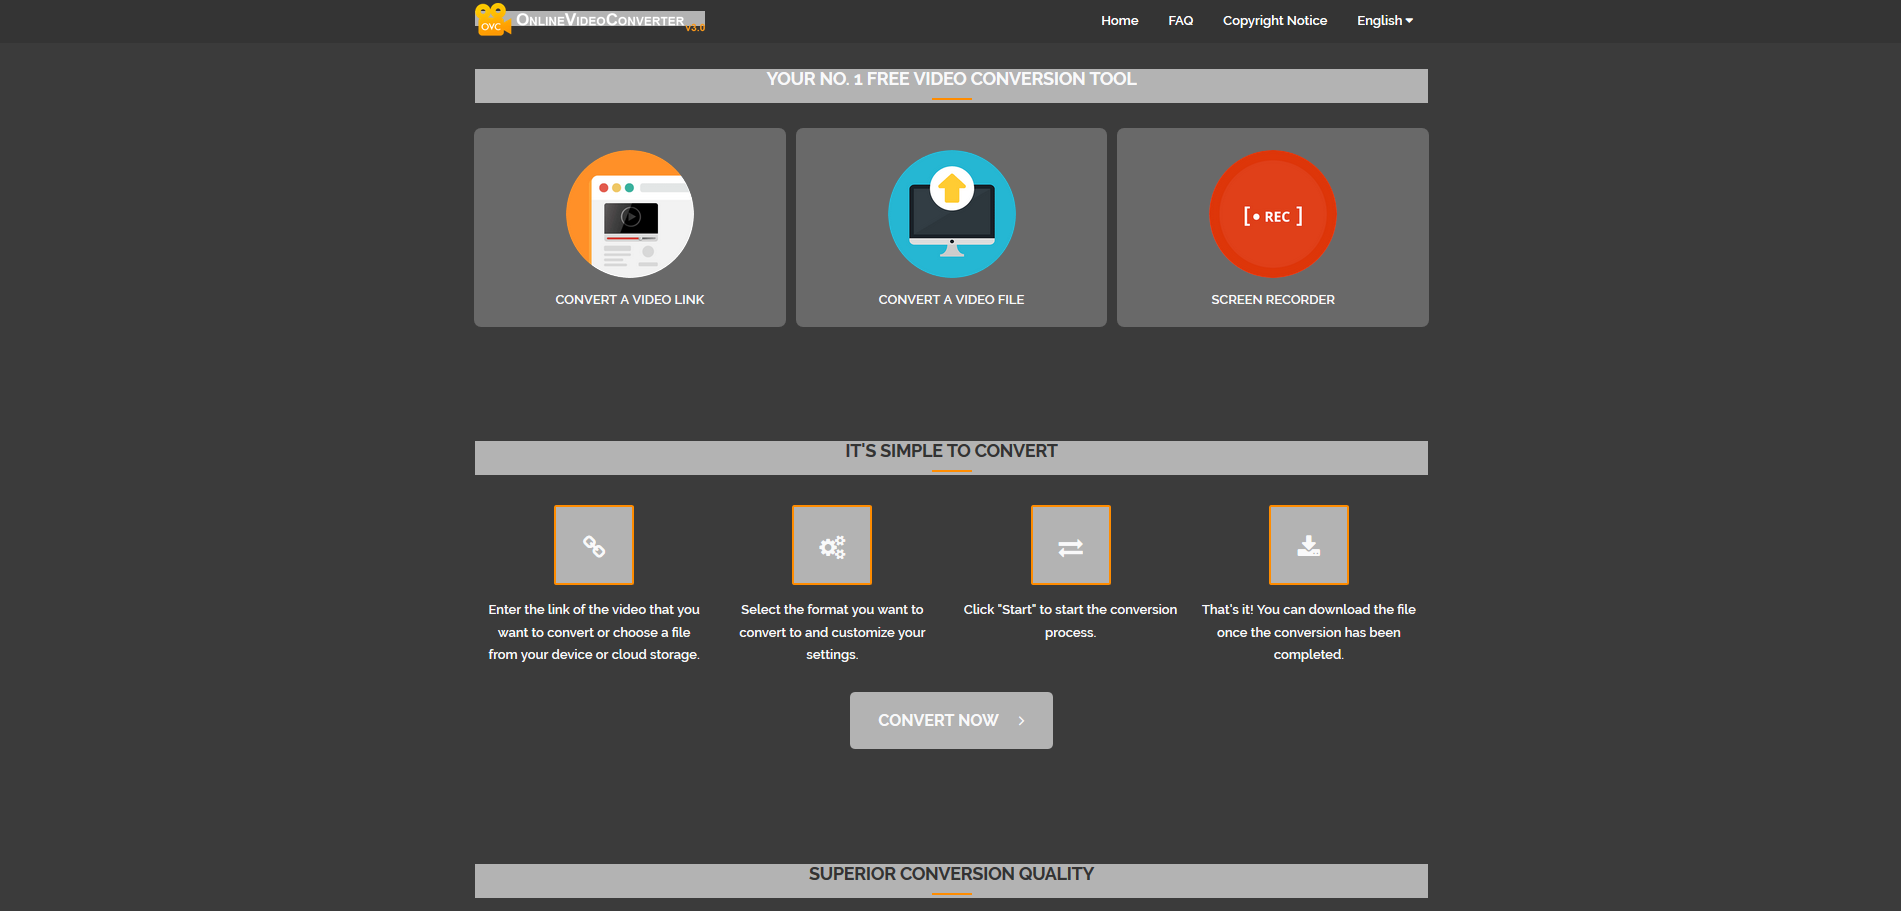 OVC OnlineVideoConverter v3.0
Home FAQ Copyright Notice English
YOUR NO. 1 FREE VIDEO CONVERSION TOOL
[• REC ]
CONVERT A VIDEO LINK
CONVERT A VIDEO FILE
SCREEN RECORDER
IT'S SIMPLE TO CONVERT
Enter the link of the video that you
want to convert or choose a file
from your device or cloud storage.
Select the format you want to
convert to and customize your
settings.
Click "Start" to start the conversion
process.
That's it! You can download the file
once the conversion has been
completed.
CONVERT NOW
SUPERIOR CONVERSION QUALITY